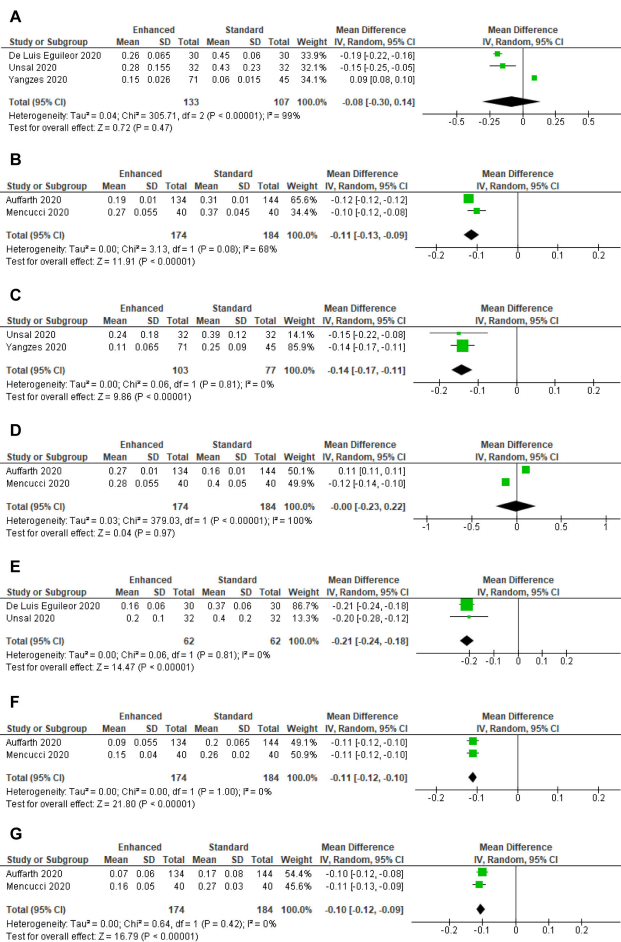 A
Enhanced Standard Mean Difference Mean Difference
Study or Subgroup Mean SD Total Mean SD Total Weight IV, Random, 95% CI IV, Random, 95% CI
De Luis Eguileor 2020 0.26 0.065 30 0.45 0.06 30 33.9% -0.19 [-0.22, -0.16]
Unsal 2020 0.28 0.155 32 0.43 0.23 32 32.1% -0.15 [-0.25, -0.05]
Yangzes 2020 0.15 0.026 71 0.06 0.015 45 34.1% 0.09 [0.08, 0.10]
Total (95% CI) 133 107 100.0% -0.08 [-0.30, 0.14]
Heterogeneity: Tau² = 0.04; Chi² = 305.71, df = 2 (P < 0.00001); I² = 99%
Test for overall effect: Z = 0.72 (P = 0.47)
-0.5 -0.25 0 0.25 0.5
B
Enhanced Standard Mean Difference Mean Difference
Study or Subgroup Mean SD Total Mean SD Total Weight IV, Random, 95% CI IV, Random, 95% CI
Auffarth 2020 0.19 0.01 134 0.31 0.01 144 65.6% -0.12 [-0.12, -0.12]
Mencucci 2020 0.27 0.055 40 0.37 0.045 40 34.4% -0.10 [-0.12, -0.08]
Total (95% CI) 174 184 100.0% -0.11 [-0.13, -0.09]
Heterogeneity: Tau² = 0.00; Chi² = 3.13, df = 1 (P = 0.08); I² = 68%
Test for overall effect: Z = 11.91 (P < 0.00001)
-0.2 -0.1 0 0.1 0.2
C
Enhanced Standard Mean Difference Mean Difference
Study or Subgroup Mean SD Total Mean SD Total Weight IV, Random, 95% CI IV, Random, 95% CI
Unsal 2020 0.24 0.18 32 0.39 0.12 32 14.1% -0.15 [-0.22, -0.08]
Yangzes 2020 0.11 0.065 71 0.25 0.09 45 85.9% -0.14 [-0.17, -0.11]
Total (95% CI) 103 77 100.0% -0.14 [-0.17, -0.11]
Heterogeneity: Tau² = 0.00; Chi² = 0.06, df = 1 (P = 0.81); I² = 0%
Test for overall effect: Z = 9.86 (P < 0.00001)
-0.2 -0.1 0 0.1 0.2
D
Enhanced Standard Mean Difference Mean Difference
Study or Subgroup Mean SD Total Mean SD Total Weight IV, Random, 95% CI IV, Random, 95% CI
Auffarth 2020 0.27 0.01 134 0.16 0.01 144 50.1% 0.11 [0.11, 0.11]
Mencucci 2020 0.28 0.055 40 0.4 0.05 40 49.9% -0.12 [-0.14, -0.10]
Total (95% CI) 174 184 100.0% -0.00 [-0.23, 0.22]
Heterogeneity: Tau² = 0.03; Chi² = 379.03, df = 1 (P < 0.00001); I² = 100%
Test for overall effect: Z = 0.04 (P = 0.97)
-1 -0.5 0 0.5 1
E
Enhanced Standard Mean Difference Mean Difference
Study or Subgroup Mean SD Total Mean SD Total Weight IV, Random, 95% CI IV, Random, 95% CI
De Luis Eguileor 2020 0.16 0.06 30 0.37 0.06 30 86.7% -0.21 [-0.24, -0.18]
Unsal 2020 0.2 0.1 32 0.4 0.2 32 13.3% -0.20 [-0.28, -0.12]
Total (95% CI) 62 62 100.0% -0.21 [-0.24, -0.18]
Heterogeneity: Tau² = 0.00; Chi² = 0.06, df = 1 (P = 0.81); I² = 0%
Test for overall effect: Z = 14.47 (P < 0.00001)
-0.2 -0.1 0 0.1 0.2
F
Enhanced Standard Mean Difference Mean Difference
Study or Subgroup Mean SD Total Mean SD Total Weight IV, Random, 95% CI IV, Random, 95% CI
Auffarth 2020 0.09 0.055 134 0.2 0.065 144 49.1% -0.11 [-0.12, -0.10]
Mencucci 2020 0.15 0.04 40 0.26 0.02 40 50.9% -0.11 [-0.12, -0.10]
Total (95% CI) 174 184 100.0% -0.11 [-0.12, -0.10]
Heterogeneity: Tau² = 0.00; Chi² = 0.00, df = 1 (P = 1.00); I² = 0%
Test for overall effect: Z = 21.80 (P < 0.00001)
-0.2 -0.1 0 0.1 0.2
G
Enhanced Standard Mean Difference Mean Difference
Study or Subgroup Mean SD Total Mean SD Total Weight IV, Random, 95% CI IV, Random, 95% CI
Auffarth 2020 0.07 0.06 134 0.17 0.08 144 54.4% -0.10 [-0.12, -0.08]
Mencucci 2020 0.16 0.05 40 0.27 0.03 40 45.6% -0.11 [-0.13, -0.09]
Total (95% CI) 174 184 100.0% -0.10 [-0.12, -0.09]
Heterogeneity: Tau² = 0.00; Chi² = 0.64, df = 1 (P = 0.42); I² = 0%
Test for overall effect: Z = 16.79 (P < 0.00001)
-0.2 -0.1 0 0.1 0.2